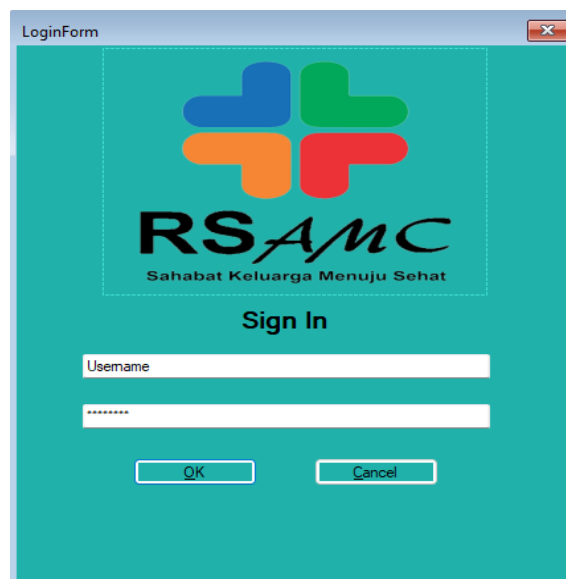 LoginForm
RSAMC
Sahabat Keluarga Menuju Sehat
Sign In
Username
********
OK
Cancel